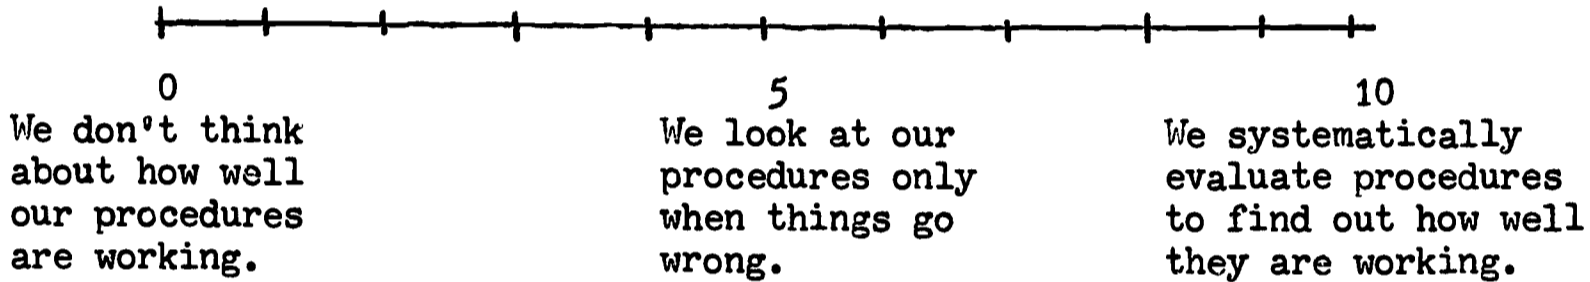 0
We don't think
about how well
our procedures
are working.
5
We look at our
procedures only
when things go
wrong.
10
We systematically
evaluate procedures
to find out how well
they are working.